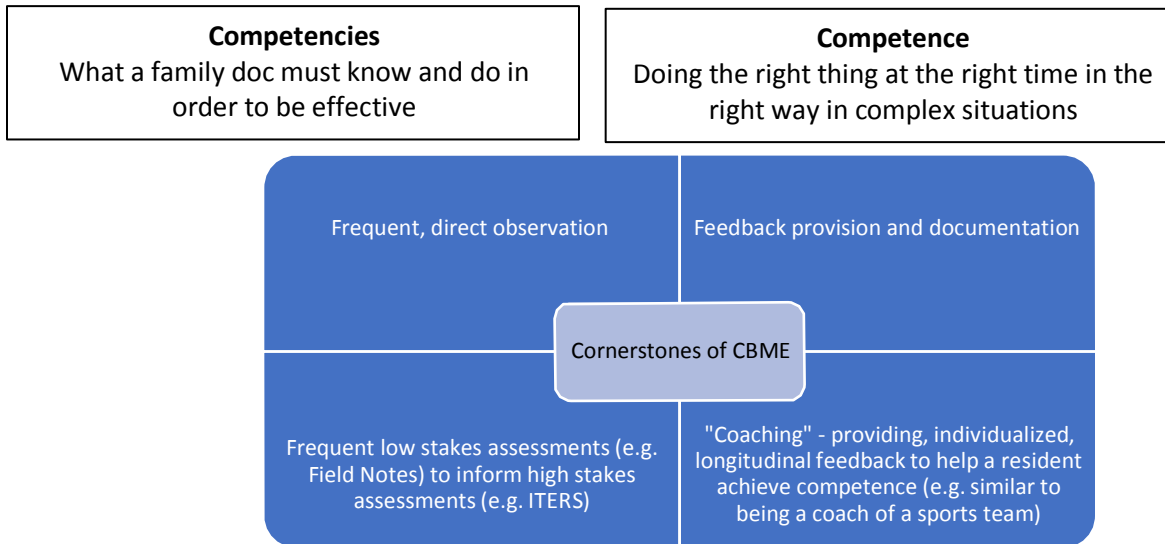 Competencies
What a family doc must know and do in
order to be effective
Competence
Doing the right thing at the right time in the
right way in complex situations
Frequent, direct observation
Feedback provision and documentation
Cornerstones of CBME
Frequent low stakes assessments (e.g.
Field Notes) to inform high stakes
assessments (e.g. ITERS)
"Coaching" - providing, individualized,
longitudinal feedback to help a resident
achieve competence (e.g. similar to
being a coach of a sports team)